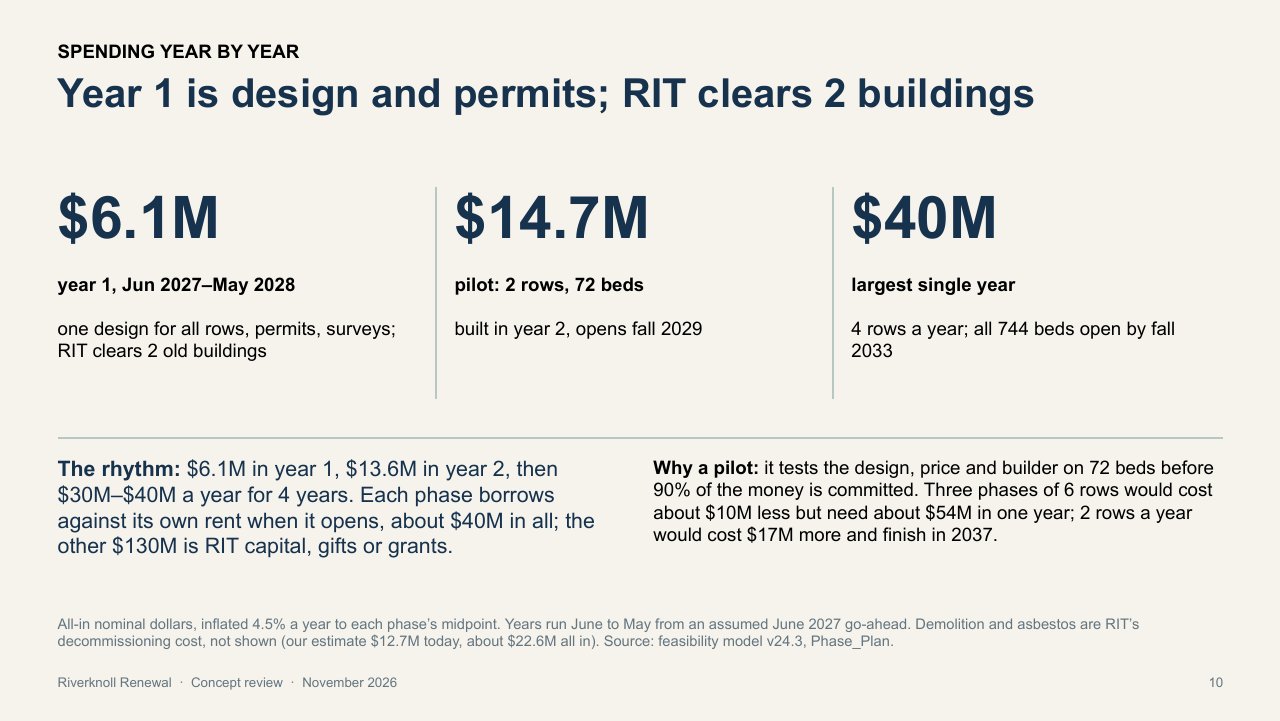 SPENDING YEAR BY YEAR
Year 1 is design and permits; RIT clears 2 buildings
$6.1M
year 1, Jun 2027–May 2028
one design for all rows, permits, surveys;
RIT clears 2 old buildings
$14.7M
pilot: 2 rows, 72 beds
built in year 2, opens fall 2029
$40M
largest single year
4 rows a year; all 744 beds open by fall
2033
The rhythm: $6.1M in year 1, $13.6M in year 2, then
$30M–$40M a year for 4 years. Each phase borrows
against its own rent when it opens, about $40M in all; the
other $130M is RIT capital, gifts or grants.
Why a pilot: it tests the design, price and builder on 72 beds before
90% of the money is committed. Three phases of 6 rows would cost
about $10M less but need about $54M in one year; 2 rows a year
would cost $17M more and finish in 2037.
All-in nominal dollars, inflated 4.5% a year to each phase’s midpoint. Years run June to May from an assumed June 2027 go-ahead. Demolition and asbestos are RIT’s
decommissioning cost, not shown (our estimate $12.7M today, about $22.6M all in). Source: feasibility model v24.3, Phase_Plan.
Riverknoll Renewal · Concept review · November 2026
10